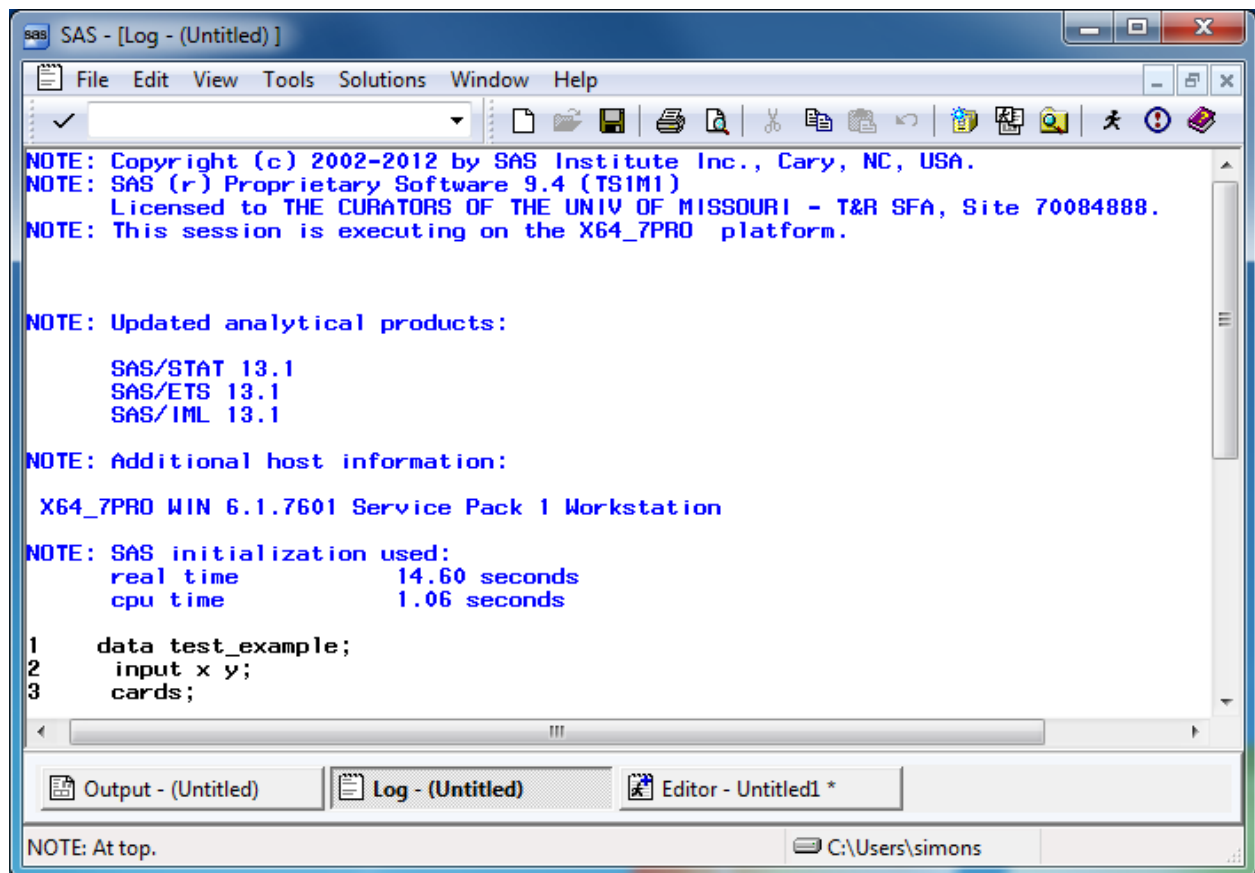 sas SAS - [Log - (Untitled) ]
File Edit View Tools Solutions Window Help
NOTE: Copyright (c) 2002-2012 by SAS Institute Inc., Cary, NC, USA.
NOTE: SAS (r) Proprietary Software 9.4 (TS1M1)
Licensed to THE CURATORS OF THE UNIV OF MISSOURI - T&R SFA, Site 70084888.
NOTE: This session is executing on the X64_7PRO platform.
NOTE: Updated analytical products:
SAS/STAT 13.1
SAS/ETS 13.1
SAS/IML 13.1
NOTE: Additional host information:
X64_7PRO WIN 6.1.7601 Service Pack 1 Workstation
NOTE: SAS initialization used:
real time 14.60 seconds
cpu time 1.06 seconds
1 data test_example;
2 input x y;
3 cards;
Output - (Untitled) Log - (Untitled) Editor - Untitled1 *
NOTE: At top. C:\Users\simons